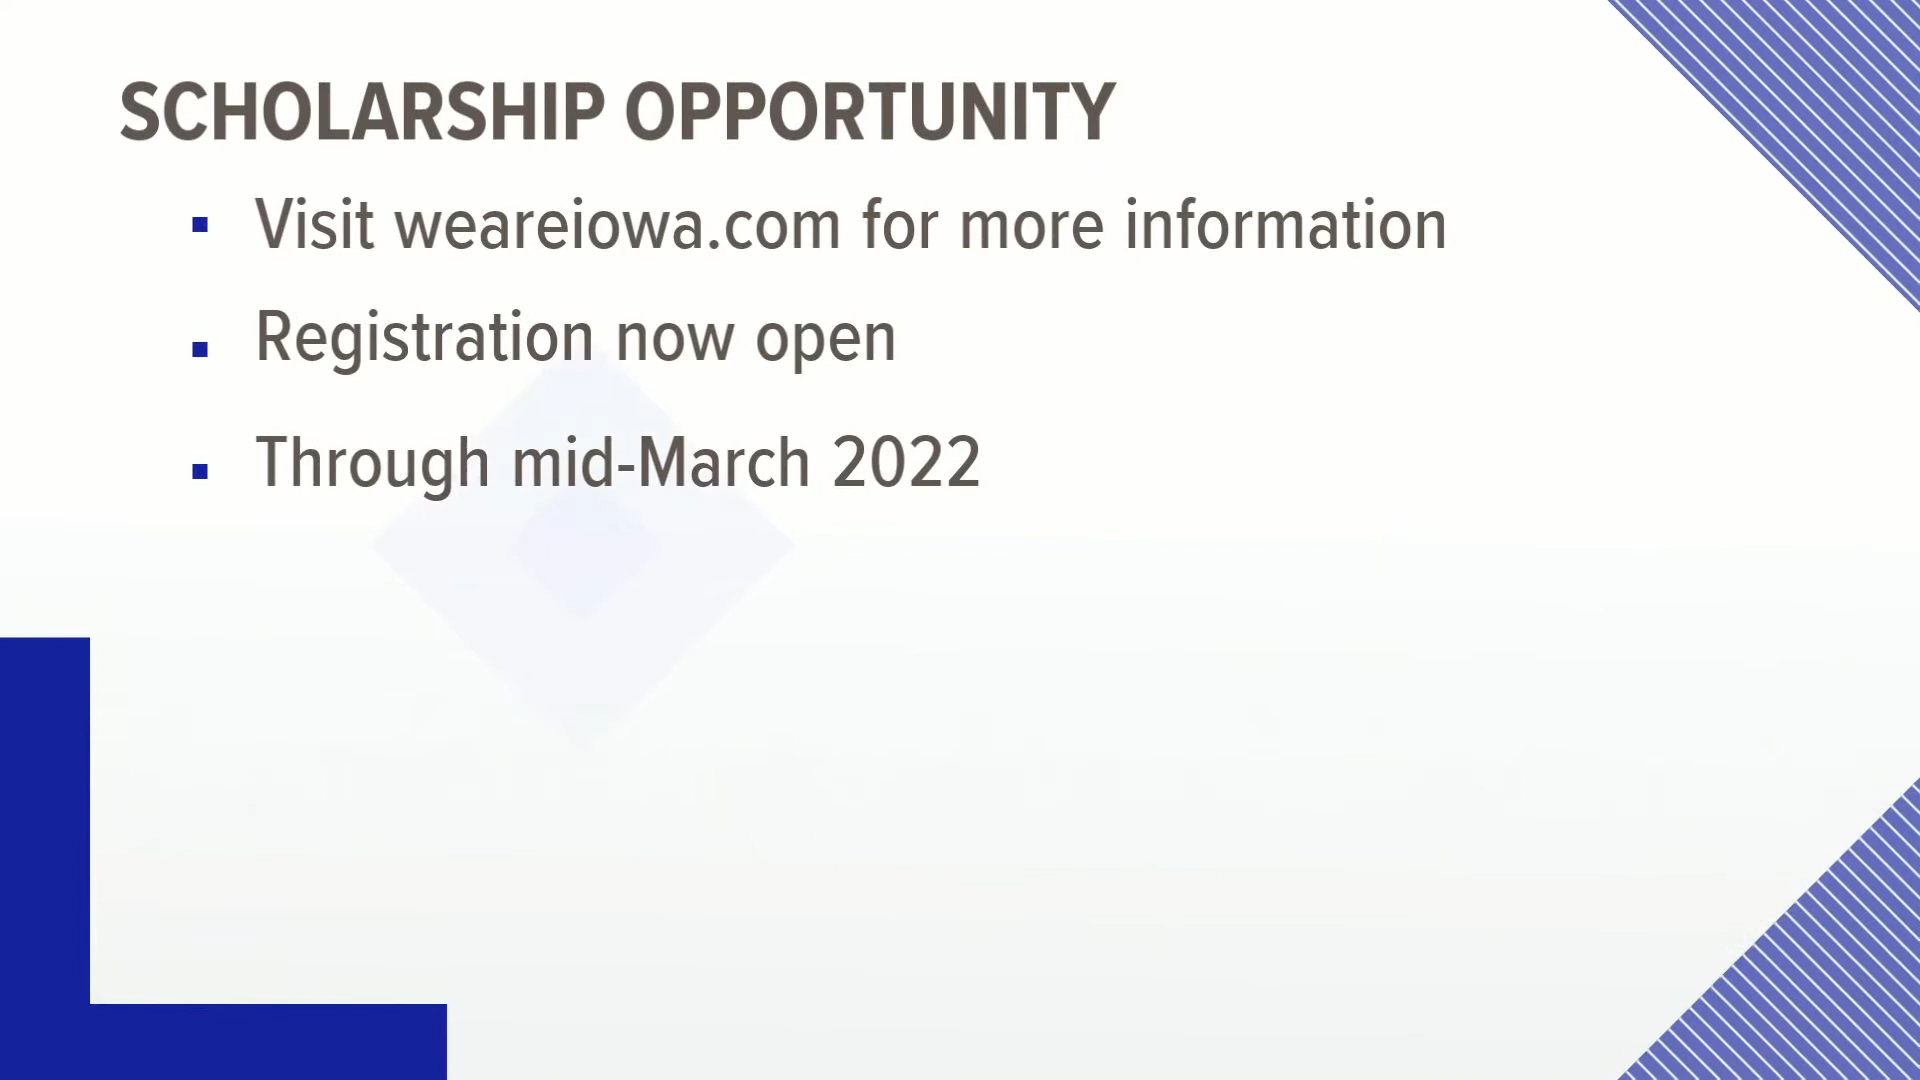 SCHOLARSHIP OPPORTUNITY
Visit weareiowa.com for more information
Registration now open
Through mid-March 2022